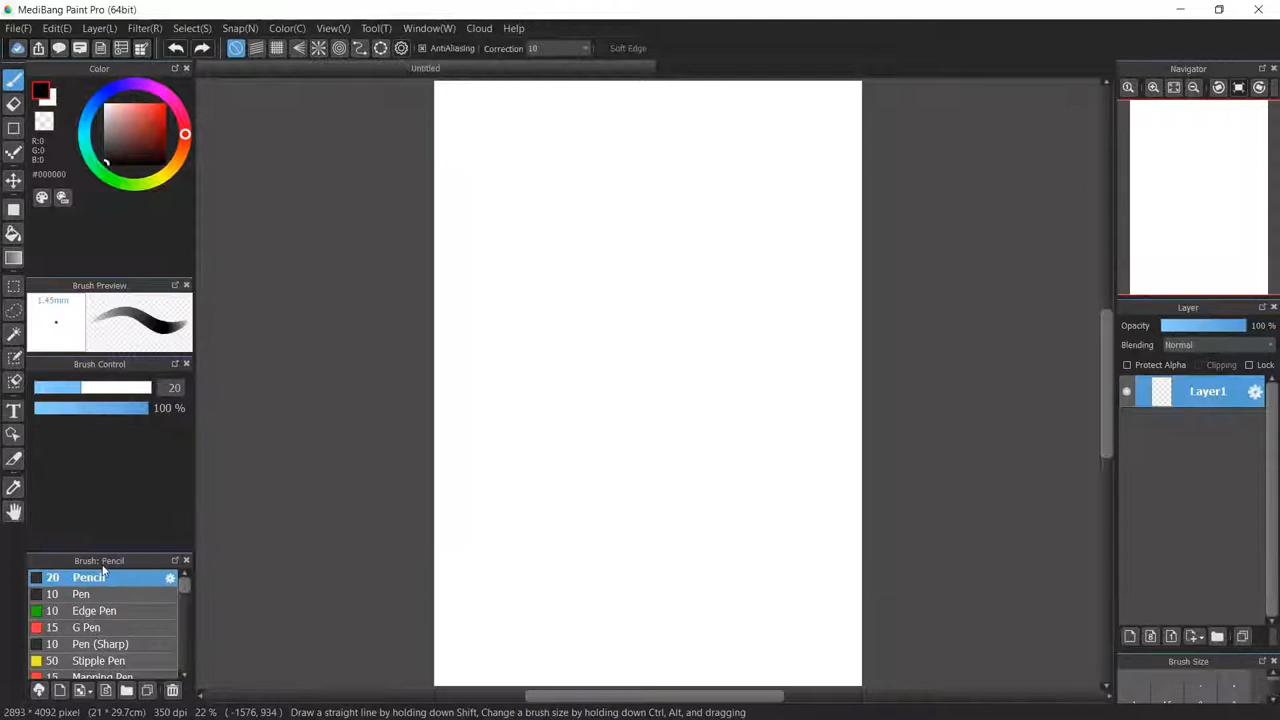 MediBang Paint Pro (64bit)
File(F) Edit(E) Layer(L) Filter(R) Select(S) Snap(N) Color(C) View(V) Tool(T) Window(W) Cloud Help
AntiAliasing Correction 10 Soft Edge
Color
Untitled
Navigator
R:0
G:0
B:0
#000000
Brush Preview
1.45mm
Layer
Opacity 100 %
Blending Normal
Brush Control
Protect Alpha Clipping Lock
20
Layer1
100 %
Brush: Pencil
20 Pencil
10 Pen
10 Edge Pen
15 G Pen
10 Pen (Sharp)
50 Stipple Pen
Brush Size
15 Mapping Pen
2893 * 4092 pixel (21 * 29.7cm) 350 dpi 22 % ( -1576, 934 ) Draw a straight line by holding down Shift, Change a brush size by holding down Ctrl, Alt, and dragging